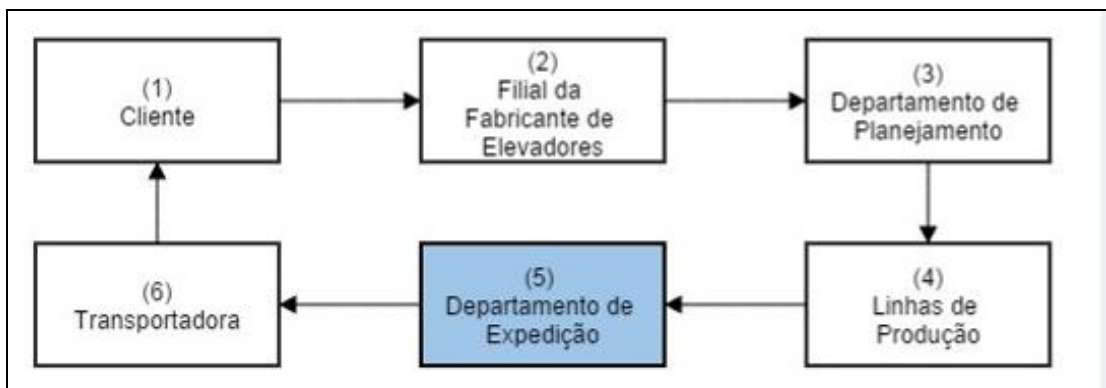 (1)
Cliente
(2)
Filial da
Fabricante de
Elevadores
(3)
Departamento de
Planejamento
(4)
Linhas de
Produção
(5)
Departamento de
Expedição
(6)
Transportadora